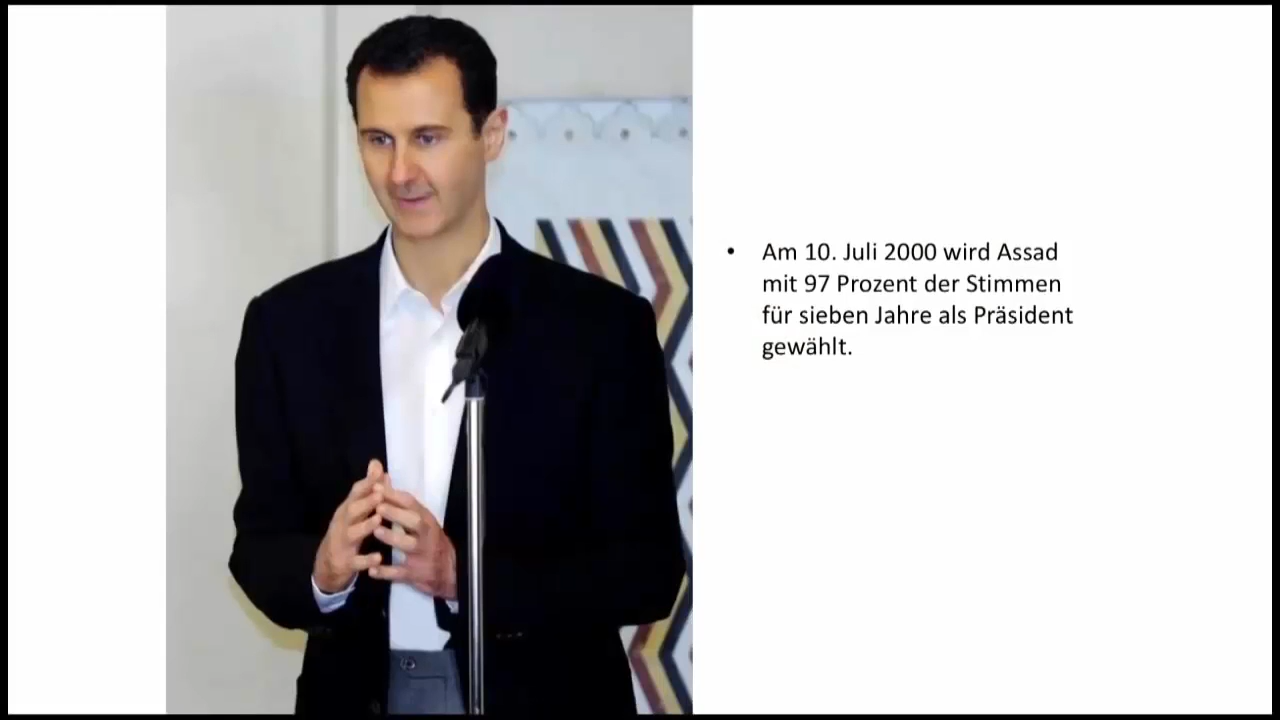 • Am 10. Juli 2000 wird Assad
mit 97 Prozent der Stimmen
für sieben Jahre als Präsident
gewählt.